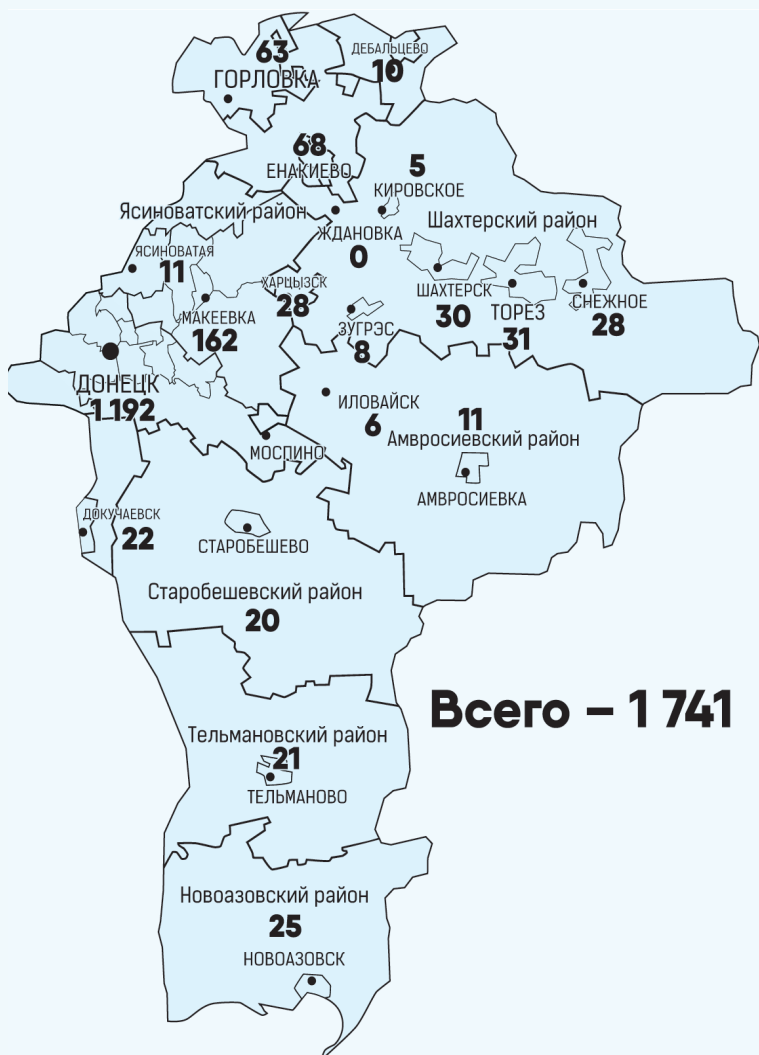 63
ГОРЛОВКА
ДЕБАЛЬЦЕВО
10
68
ЕНАКИЕВО
5
КИРОВСКОЕ
Ясиноватский район
ЖДАНОВКА
0
Шахтерский район
ЯСИНОВАТАЯ
11
МАКЕЕВКА
162
ХАРЦЫЗСК
28
ЗУГРЭС
8
ШАХТЕРСК
30
ТОРЕЗ
31
СНЕЖНОЕ
28
ДОНЕЦК
1 192
ИЛОВАЙСК
6
11
Амвросиевский район
АМВРОСИЕВКА
МОСПИНО
ДОКУЧАЕВСК
22
СТАРОБЕШЕВО
Старобешевский район
20
Всего – 1 741
Тельмановский район
21
ТЕЛЬМАНОВО
Новоазовский район
25
НОВОАЗОВСК